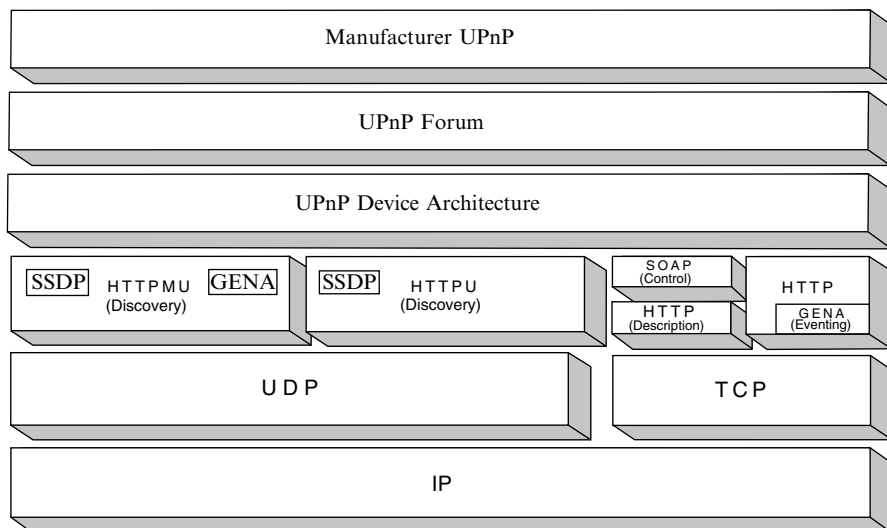 Manufacturer UPnP
UPnP Forum
UPnP Device Architecture
SSDP HTTPMU GENA
(Discovery)
SSDP HTTPU
(Discovery)
SOAP
(Control)
HTTP
(Description)
HTTP
GENA
(Eventing)
UDP
TCP
IP